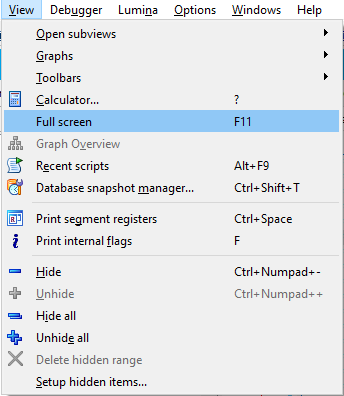 View Debugger Lumina Options Windows Help
Open subviews
Graphs
Toolbars
Calculator... ?
Full screen F11
Graph Overview
Recent scripts Alt+F9
Database snapshot manager... Ctrl+Shift+T
Print segment registers Ctrl+Space
Print internal flags F
Hide Ctrl+Numpad+-
Unhide Ctrl+Numpad++
Hide all
Unhide all
Delete hidden range
Setup hidden items...